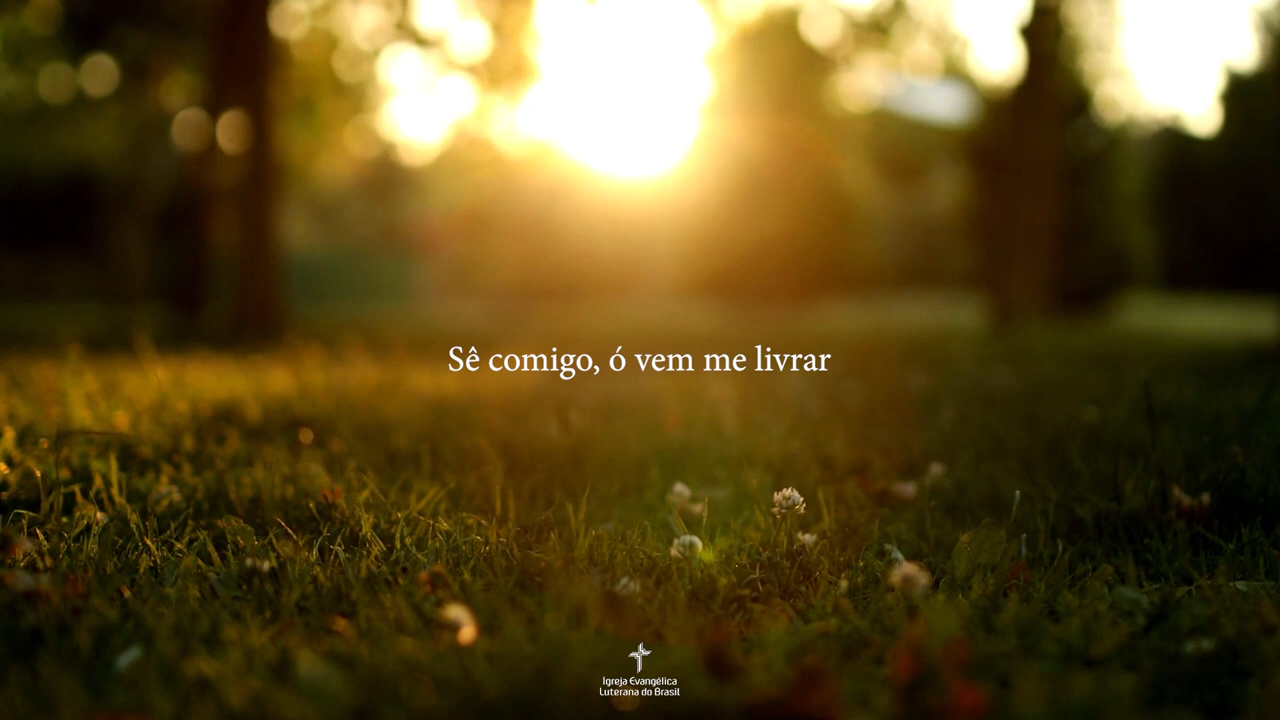 Sê comigo, ó vem me livrar
Igreja Evangélica
Luterana do Brasil